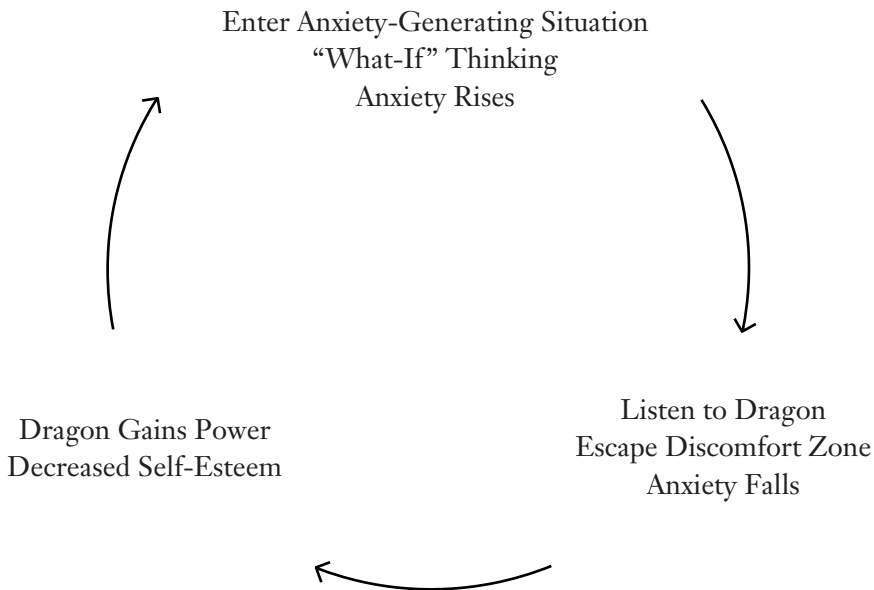 Enter Anxiety-Generating Situation
“What-If” Thinking
Anxiety Rises
Listen to Dragon
Escape Discomfort Zone
Anxiety Falls
Dragon Gains Power
Decreased Self-Esteem